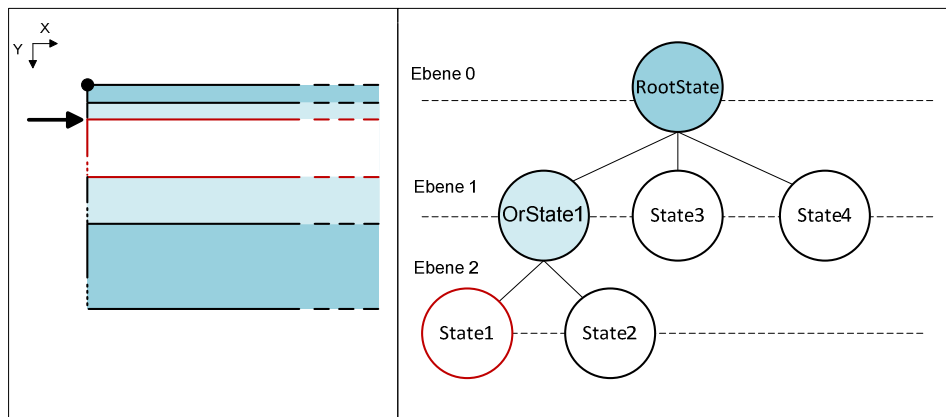 X
Y
Ebene 0
RootState
Ebene 1
OrState1
State3
State4
Ebene 2
State1
State2